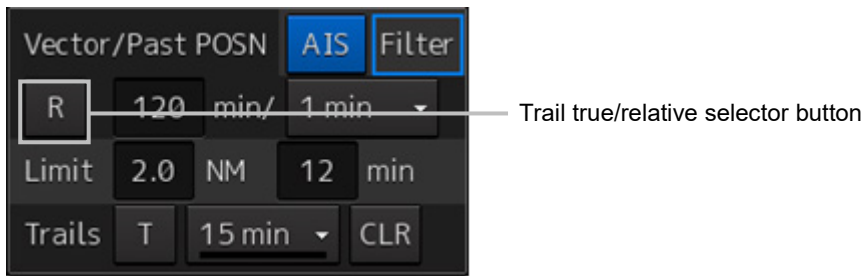 Vector/Past POSN AIS Filter
R 120 min/ 1 min
Trail true/relative selector button
Limit 2.0 NM 12 min
Trails T 15 min CLR